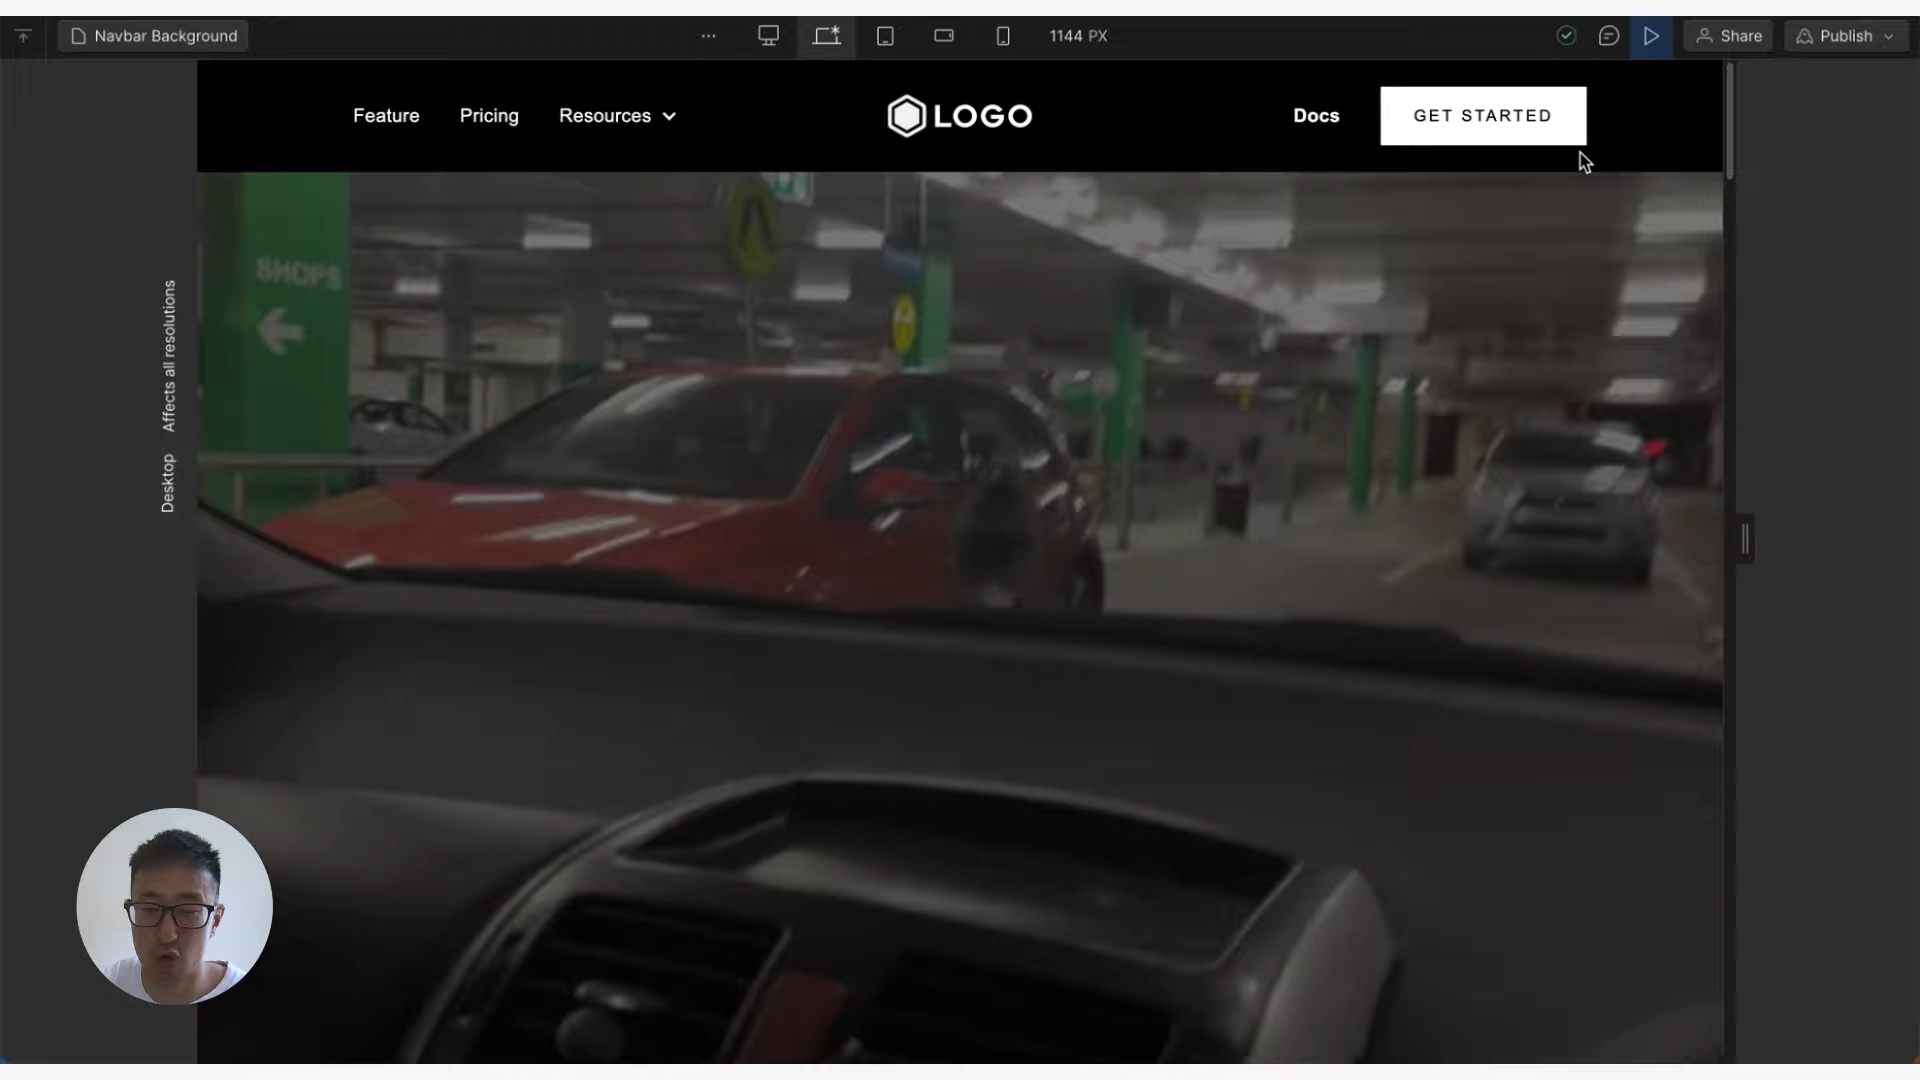 Navbar Background
1144 PX
Share
Publish
Feature
Pricing
Resources
LOGO
Docs
GET STARTED
SHOPS
Desktop Affects all resolutions